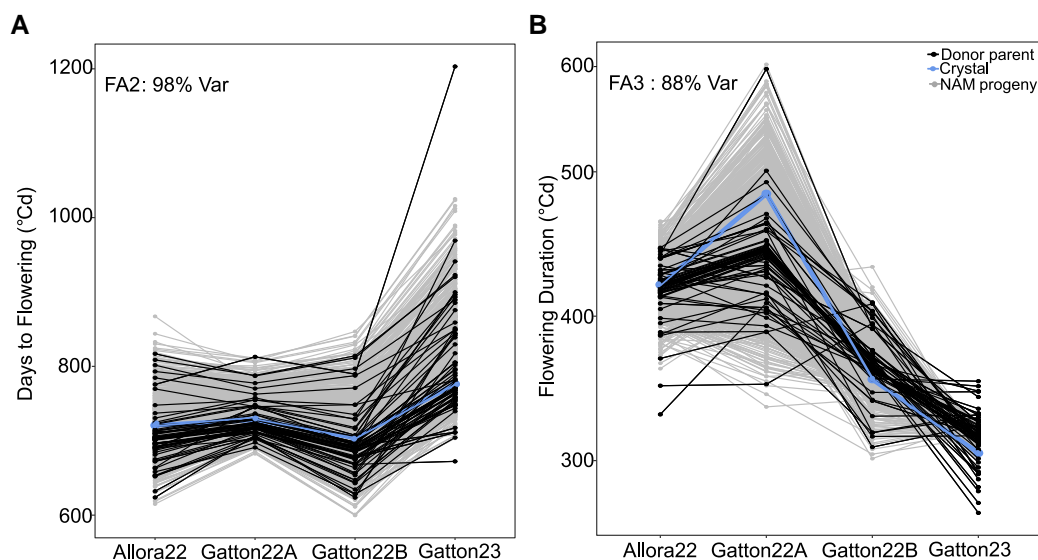 A
Days to Flowering (°Cd)
1200
1000
800
600
FA2: 98% Var
Allora22 Gatton22A Gatton22B Gatton23
B
Flowering Duration (°Cd)
600
500
400
300
FA3 : 88% Var
Donor parent
Crystal
NAM progeny
Allora22 Gatton22A Gatton22B Gatton23